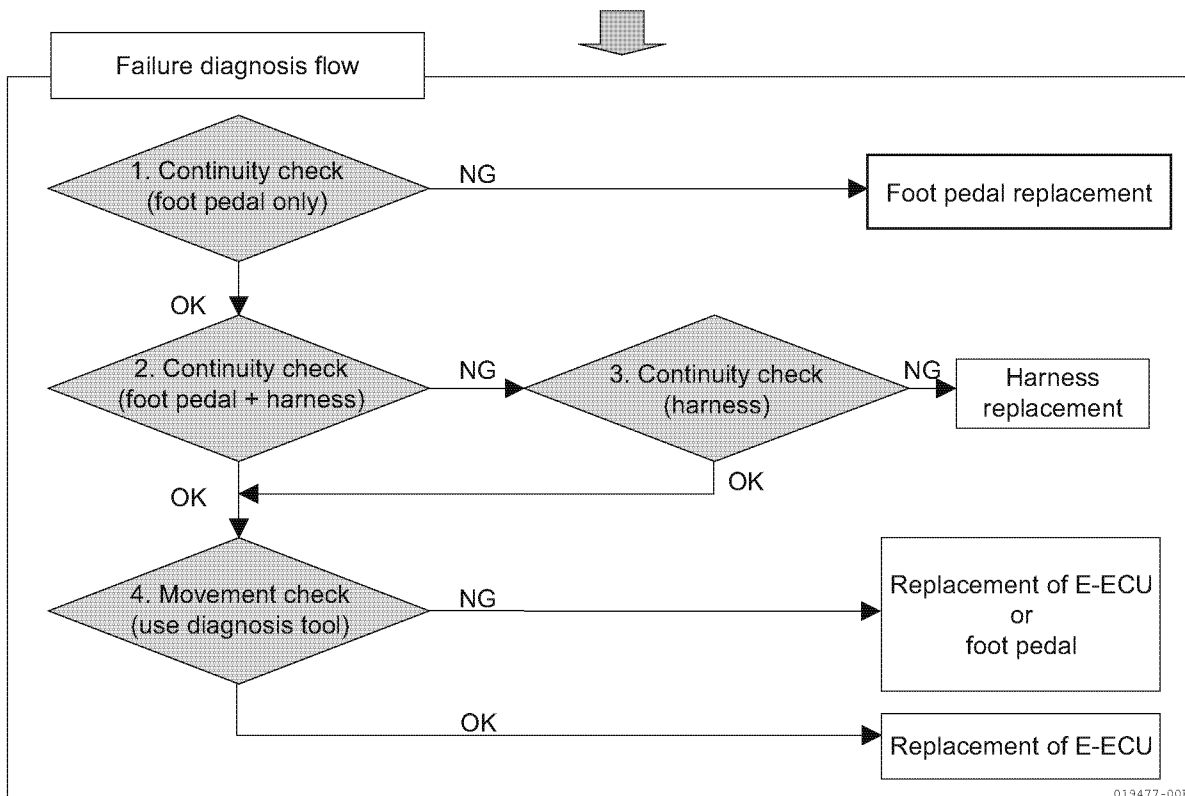 Failure diagnosis flow
1. Continuity check
(foot pedal only)
NG
Foot pedal replacement
OK
2. Continuity check
(foot pedal + harness)
NG
3. Continuity check
(harness)
NG
Harness
replacement
OK
OK
4. Movement check
(use diagnosis tool)
NG
Replacement of E-ECU
or
foot pedal
OK
Replacement of E-ECU